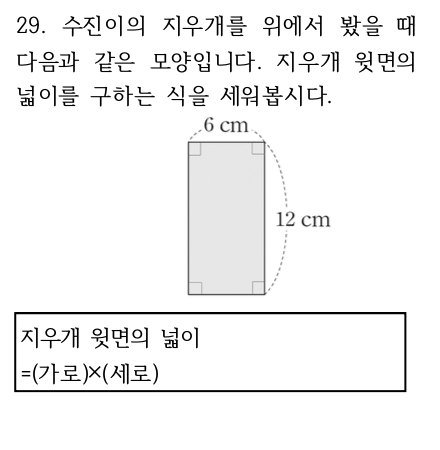 29. 수진이의 지우개를 위에서 봤을 때
다음과 같은 모양입니다. 지우개 윗면의
넓이를 구하는 식을 세워봅시다.
6 cm
12 cm
지우개 윗면의 넓이
=(가로)×(세로)